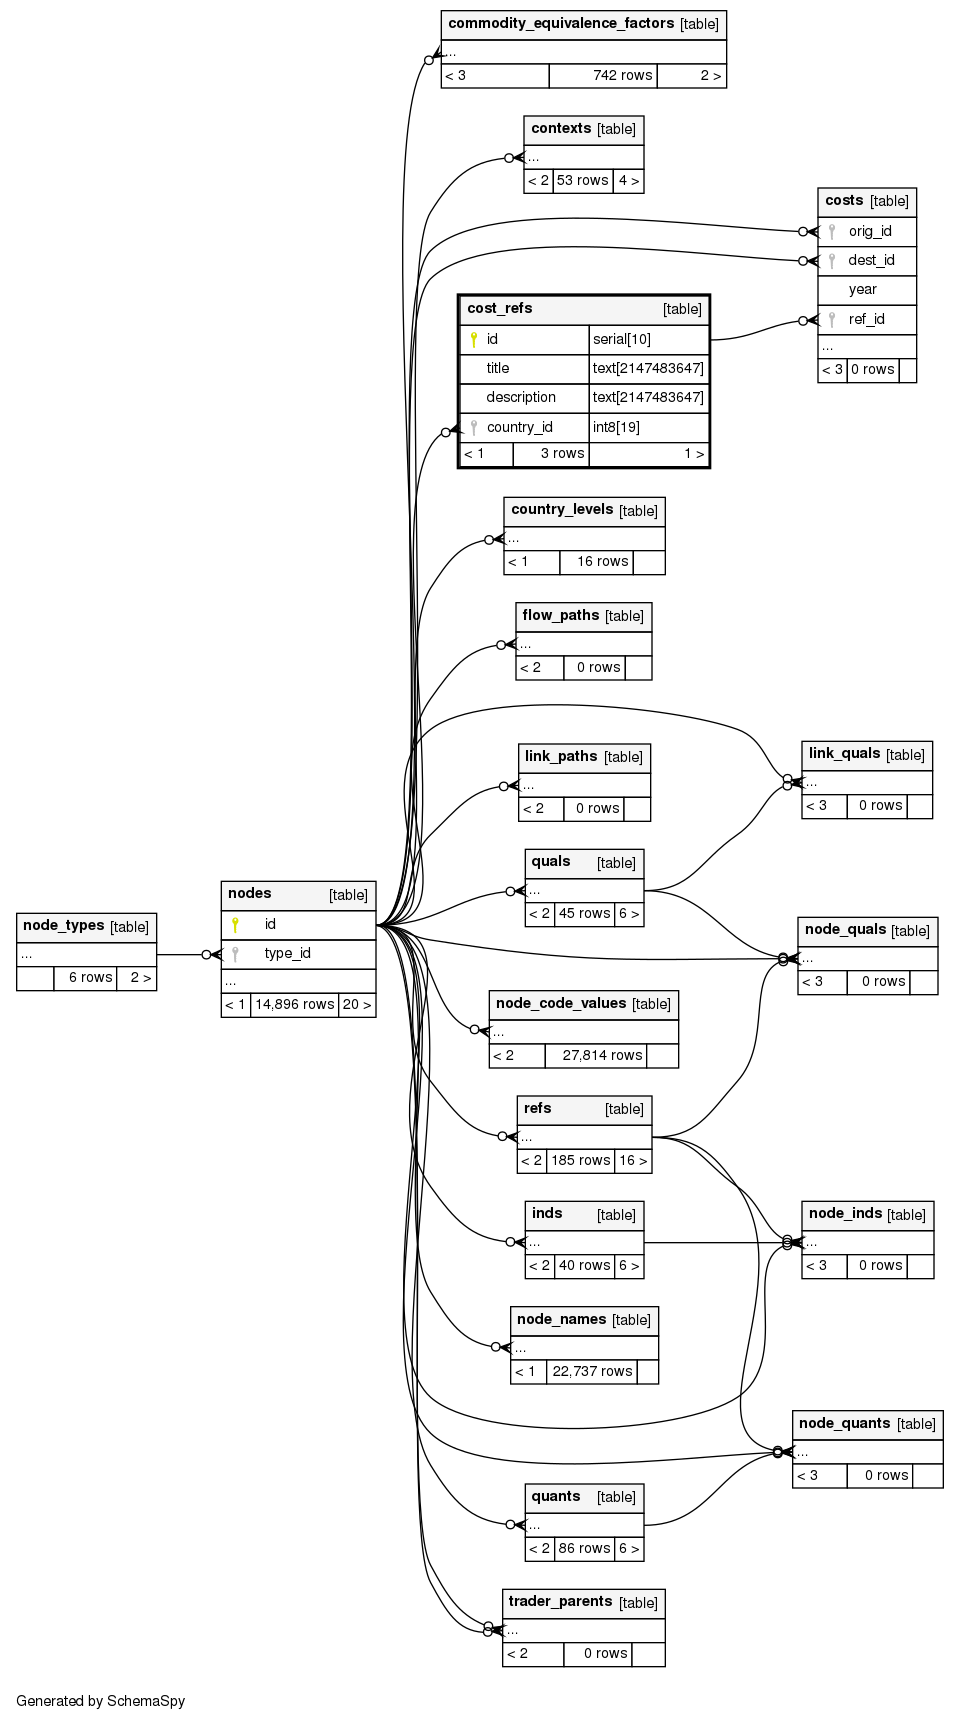 commodity_equivalence_factors [table]
...
< 3 742 rows 2 >
contexts [table]
...
< 2 53 rows 4 >
costs [table]
orig_id
dest_id
year
ref_id
...
< 3 0 rows
cost_refs [table]
id serial[10]
title text[2147483647]
description text[2147483647]
country_id int8[19]
< 1 3 rows 1 >
country_levels [table]
...
< 1 16 rows
flow_paths [table]
...
< 2 0 rows
link_paths [table]
...
< 2 0 rows
link_quals [table]
...
< 3 0 rows
quals [table]
...
< 2 45 rows 6 >
nodes [table]
id
type_id
...
< 1 14,896 rows 20 >
node_types [table]
...
6 rows 2 >
node_quals [table]
...
< 3 0 rows
node_code_values [table]
...
< 2 27,814 rows
refs [table]
...
< 2 185 rows 16 >
inds [table]
...
< 2 40 rows 6 >
node_inds [table]
...
< 3 0 rows
node_names [table]
...
< 1 22,737 rows
node_quants [table]
...
< 3 0 rows
quants [table]
...
< 2 86 rows 6 >
trader_parents [table]
...
< 2 0 rows
Generated by SchemaSpy